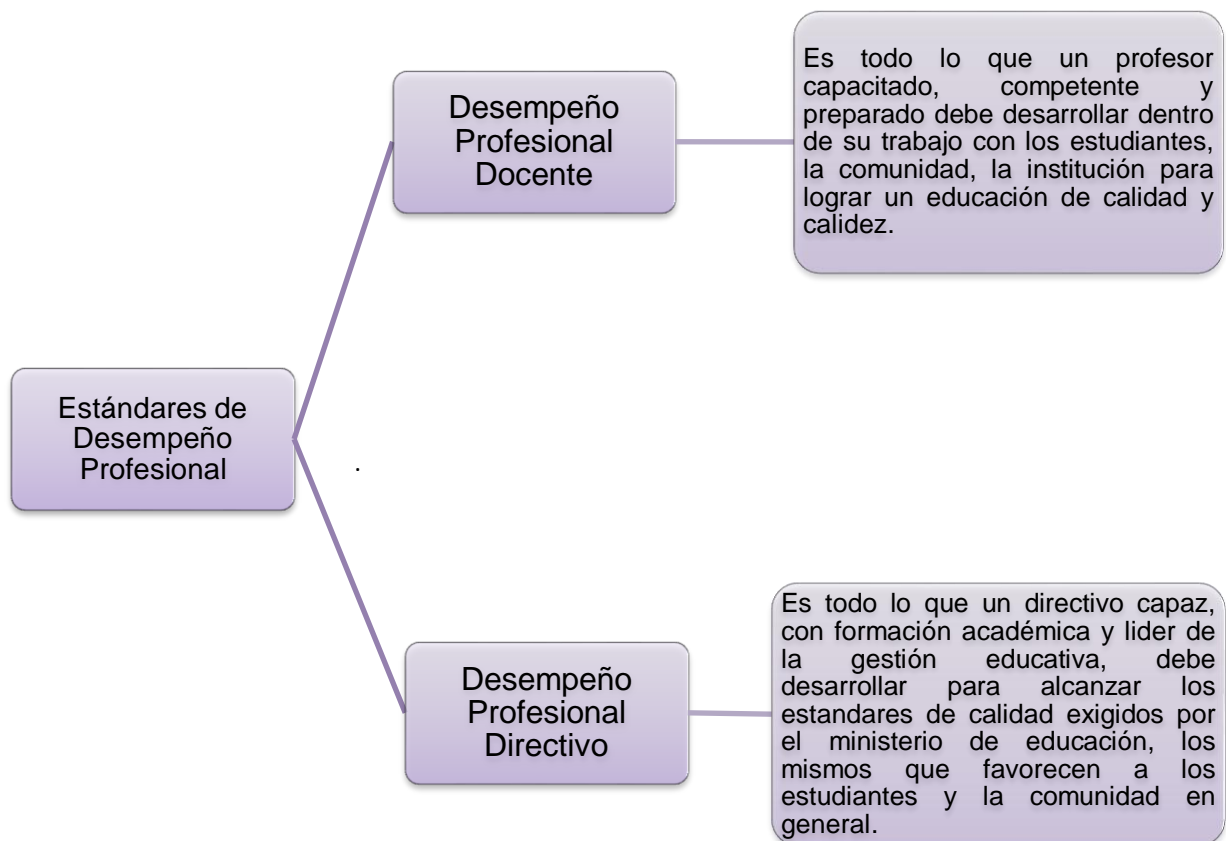 Desempeño
Profesional
Docente
Es todo lo que un profesor
capacitado, competente y
preparado debe desarrollar dentro
de su trabajo con los estudiantes,
la comunidad, la institución para
lograr un educación de calidad y
calidez.
Estándares de
Desempeño
Profesional
.
Desempeño
Profesional
Directivo
Es todo lo que un directivo capaz,
con formación académica y lider de
la gestión educativa, debe
desarrollar para alcanzar los
estandares de calidad exigidos por
el ministerio de educación, los
mismos que favorecen a los
estudiantes y la comunidad en
general.